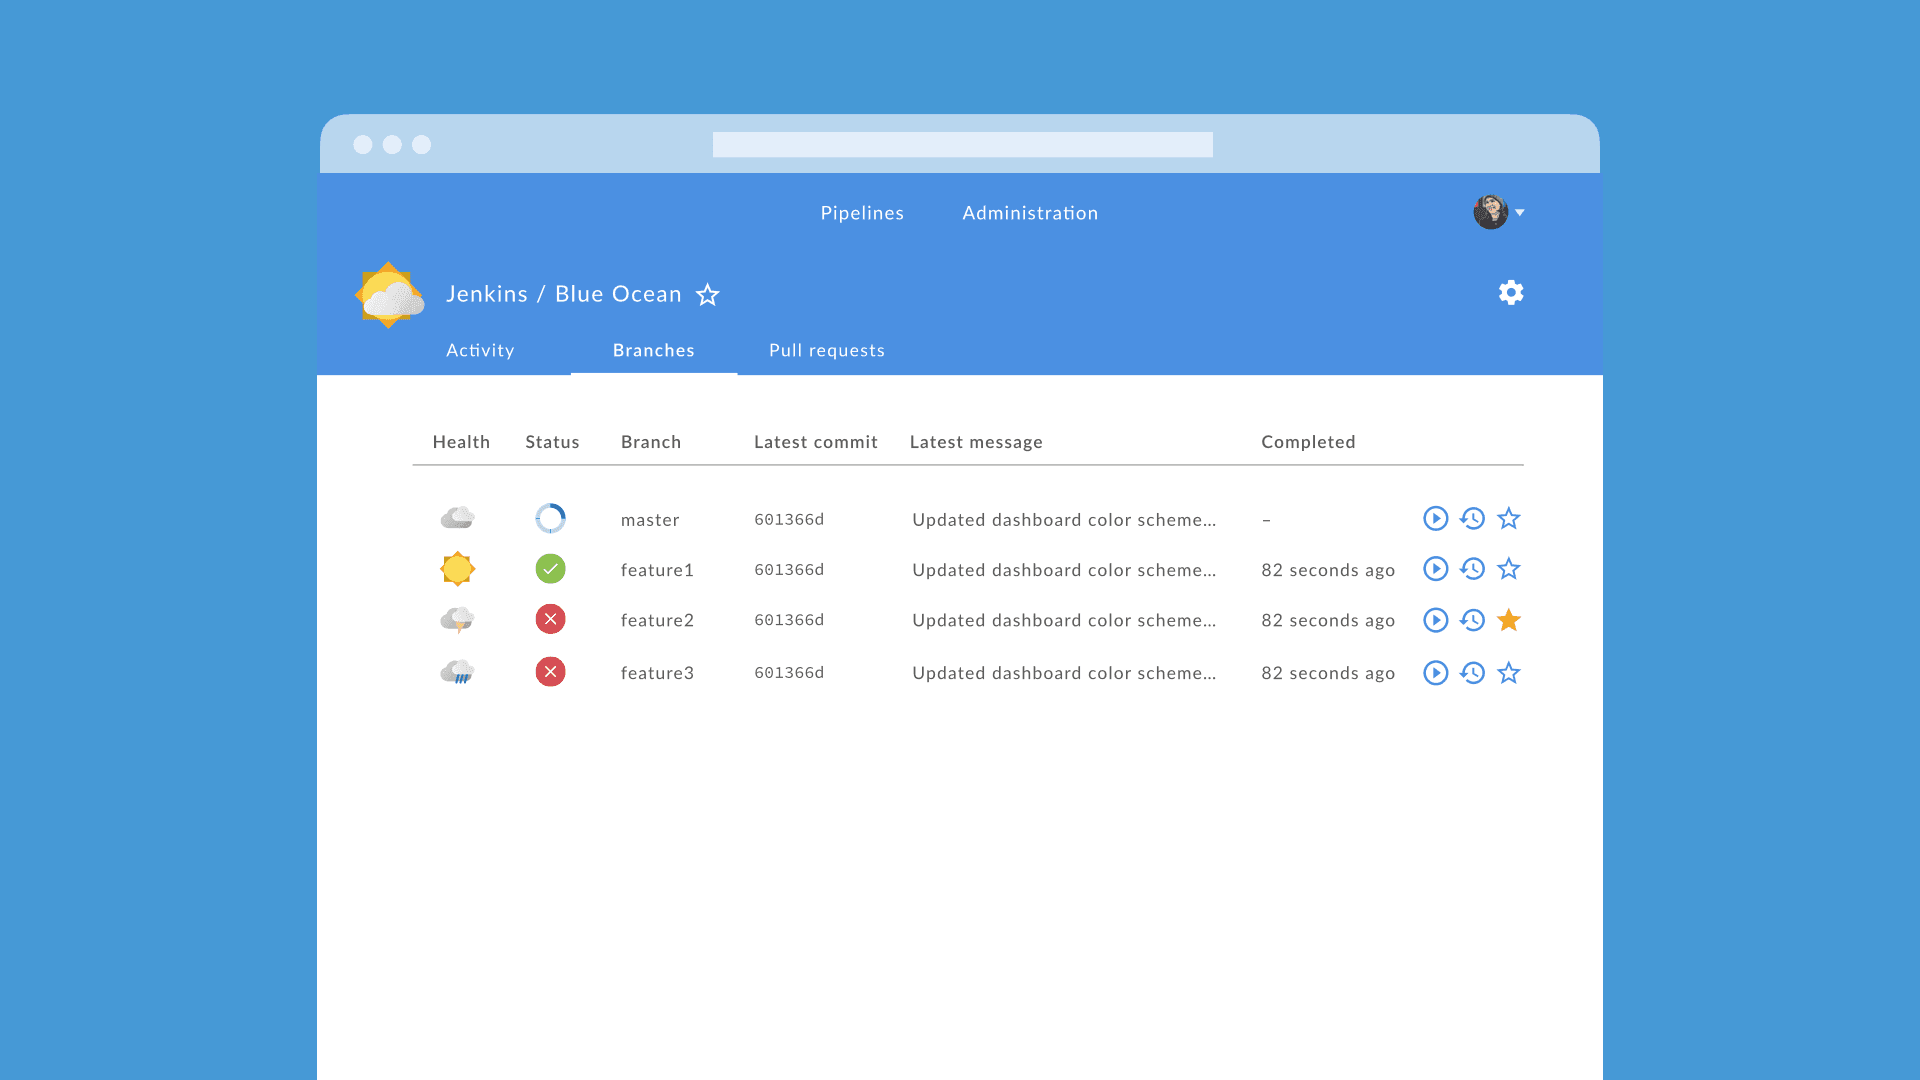 Pipelines Administration
Jenkins / Blue Ocean
Activity Branches Pull requests
Health Status Branch Latest commit Latest message Completed
master 601366d Updated dashboard color scheme... –
feature1 601366d Updated dashboard color scheme... 82 seconds ago
feature2 601366d Updated dashboard color scheme... 82 seconds ago
feature3 601366d Updated dashboard color scheme... 82 seconds ago